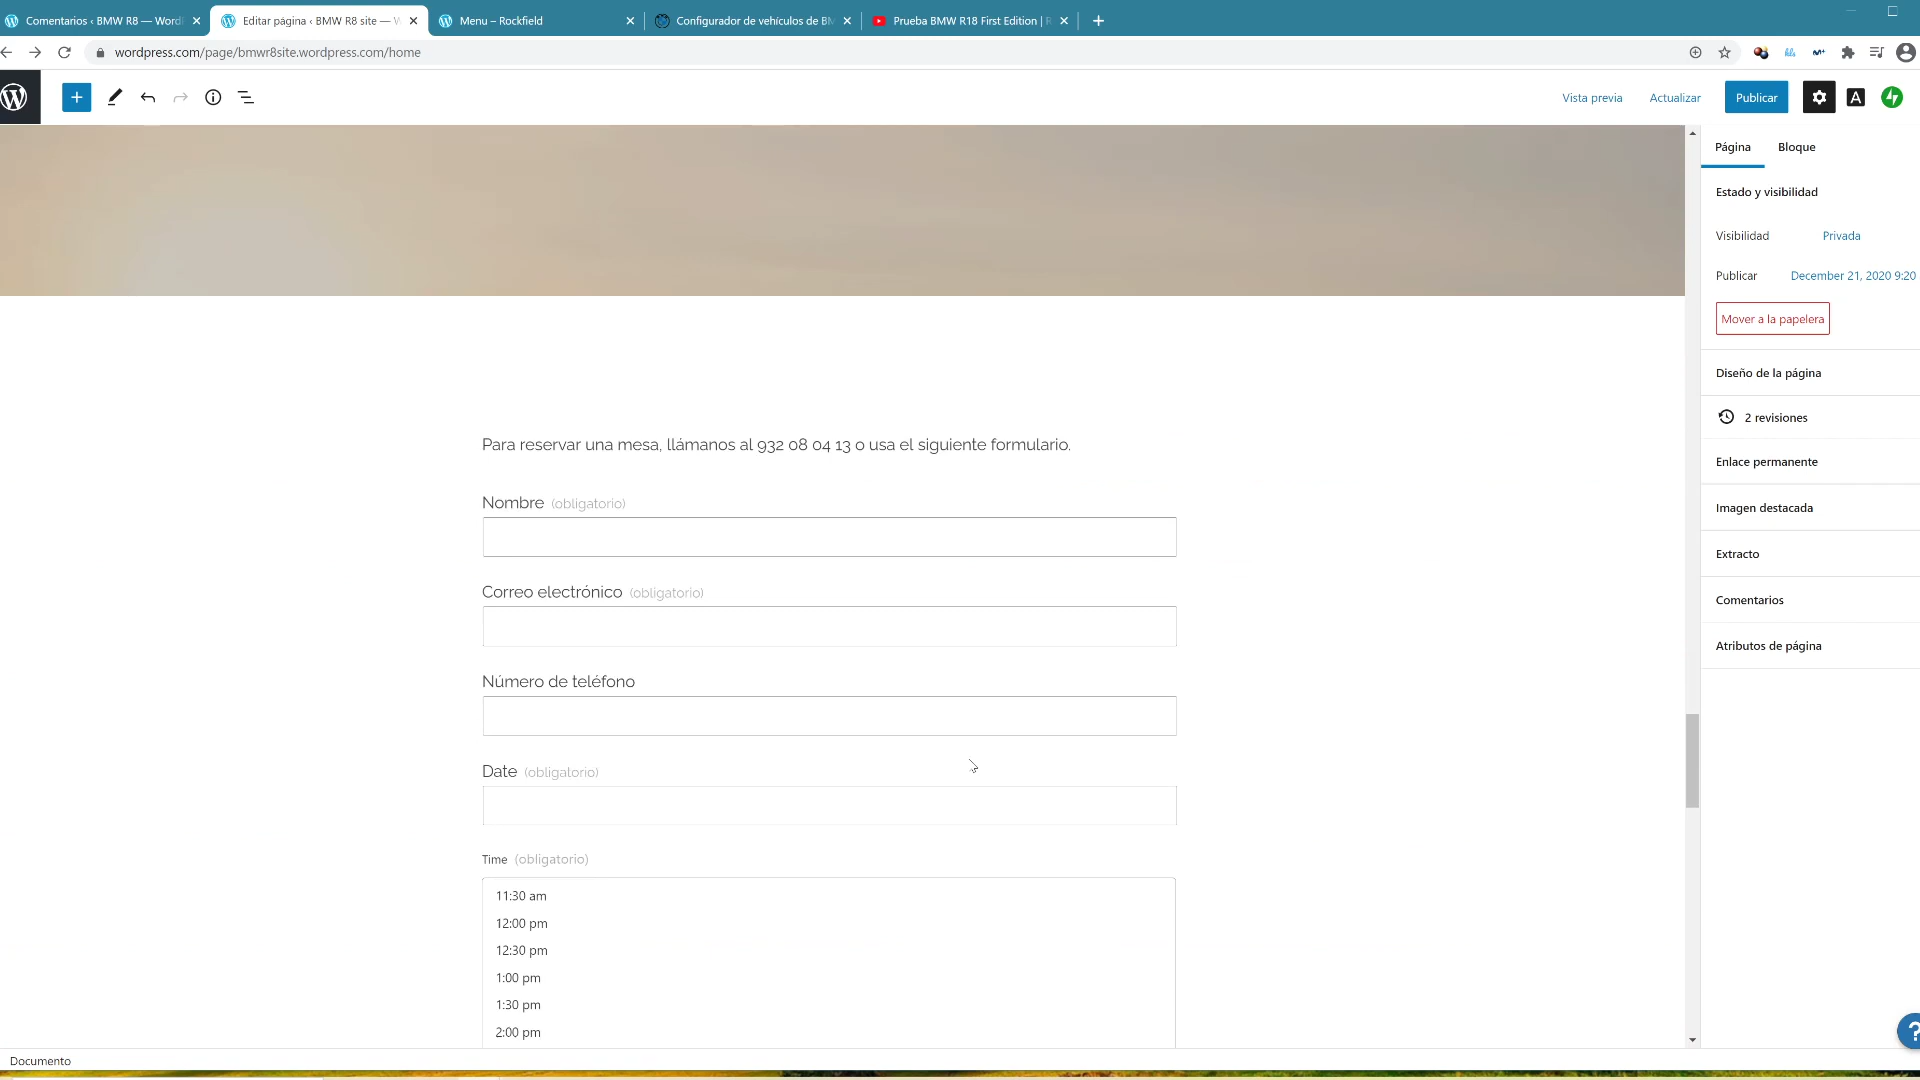 Comentarios ‹ BMW R8 — Word
Editar página ‹ BMW R8 site — W
Menu – Rockfield
Configurador de vehículos de BM
Prueba BMW R18 First Edition | R
wordpress.com/page/bmwr8site.wordpress.com/home
Vista previa
Actualizar
Publicar
Página
Bloque
Estado y visibilidad
Visibilidad
Privada
Publicar
December 21, 2020 9:20
Mover a la papelera
Diseño de la página
2 revisiones
Enlace permanente
Imagen destacada
Extracto
Comentarios
Atributos de página
Para reservar una mesa, llámanos al 932 08 04 13 o usa el siguiente formulario.
Nombre (obligatorio)
Correo electrónico (obligatorio)
Número de teléfono
Date (obligatorio)
Time (obligatorio)
11:30 am
12:00 pm
12:30 pm
1:00 pm
1:30 pm
2:00 pm
Documento